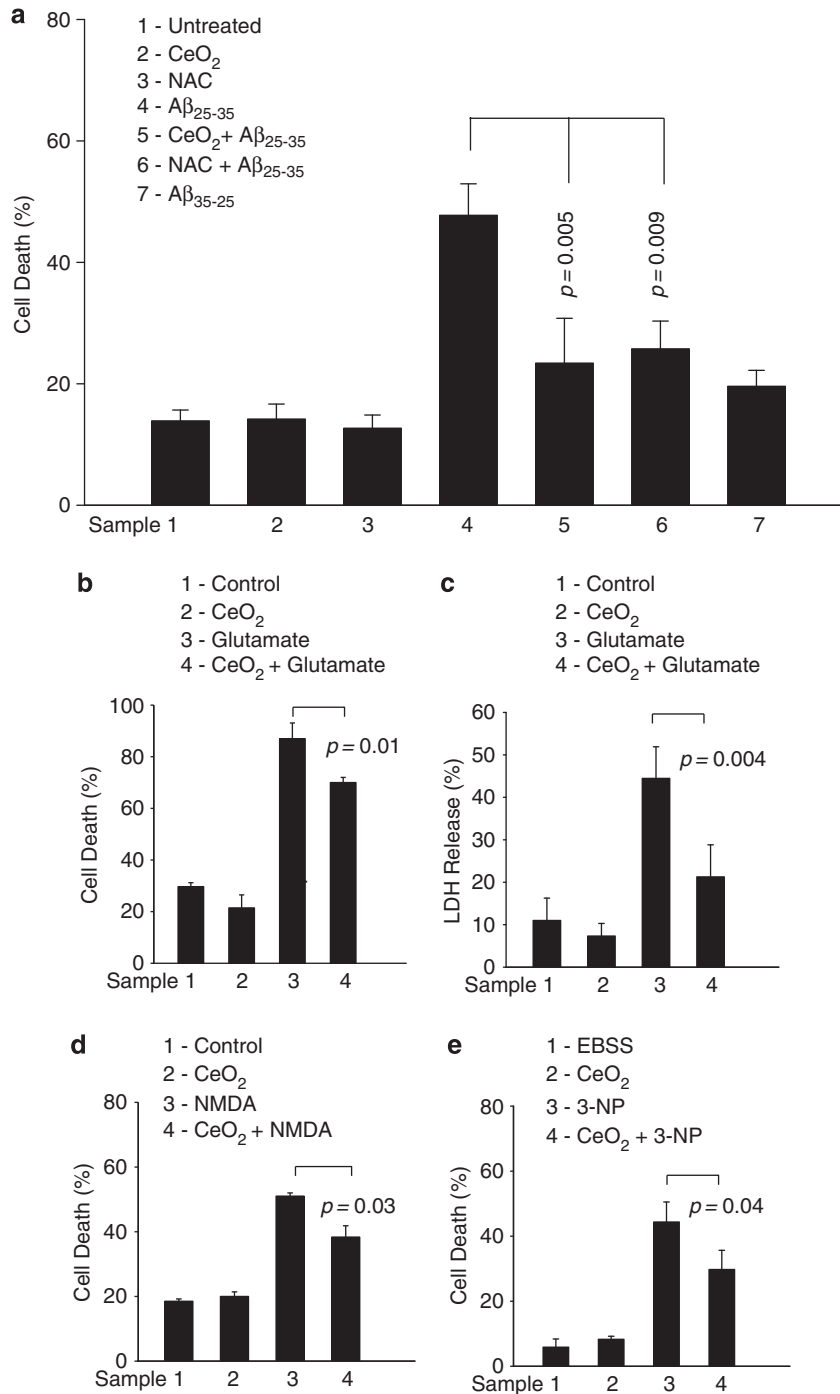 a
80
60
40
20
0
Cell Death (%)
1 - Untreated
2 - CeO2
3 - NAC
4 - Aβ25-35
5 - CeO2+ Aβ25-35
6 - NAC + Aβ25-35
7 - Aβ35-25
p = 0.005
p = 0.009
Sample 1 2 3 4 5 6 7
b
1 - Control
2 - CeO2
3 - Glutamate
4 - CeO2 + Glutamate
100
80
60
40
20
0
Cell Death (%)
p = 0.01
Sample 1 2 3 4
c
1 - Control
2 - CeO2
3 - Glutamate
4 - CeO2 + Glutamate
60
50
40
30
20
10
0
LDH Release (%)
p = 0.004
Sample 1 2 3 4
d
1 - Control
2 - CeO2
3 - NMDA
4 - CeO2 + NMDA
80
60
40
20
0
Cell Death (%)
p = 0.03
Sample 1 2 3 4
e
1 - EBSS
2 - CeO2
3 - 3-NP
4 - CeO2 + 3-NP
80
60
40
20
0
Cell Death (%)
p = 0.04
Sample 1 2 3 4